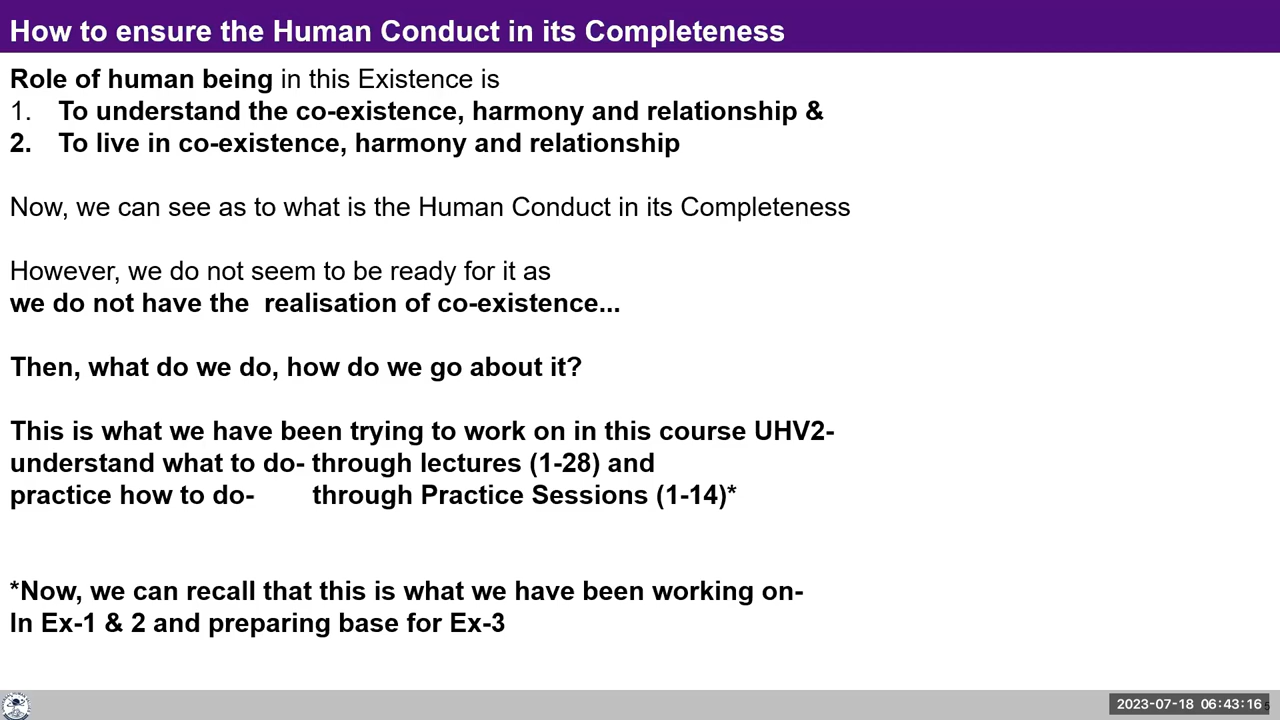 How to ensure the Human Conduct in its Completeness
Role of human being in this Existence is
1. To understand the co-existence, harmony and relationship &
2. To live in co-existence, harmony and relationship
Now, we can see as to what is the Human Conduct in its Completeness
However, we do not seem to be ready for it as
we do not have the realisation of co-existence...
Then, what do we do, how do we go about it?
This is what we have been trying to work on in this course UHV2-
understand what to do- through lectures (1-28) and
practice how to do- through Practice Sessions (1-14)*
*Now, we can recall that this is what we have been working on-
In Ex-1 & 2 and preparing base for Ex-3
2023-07-18 06:43:16